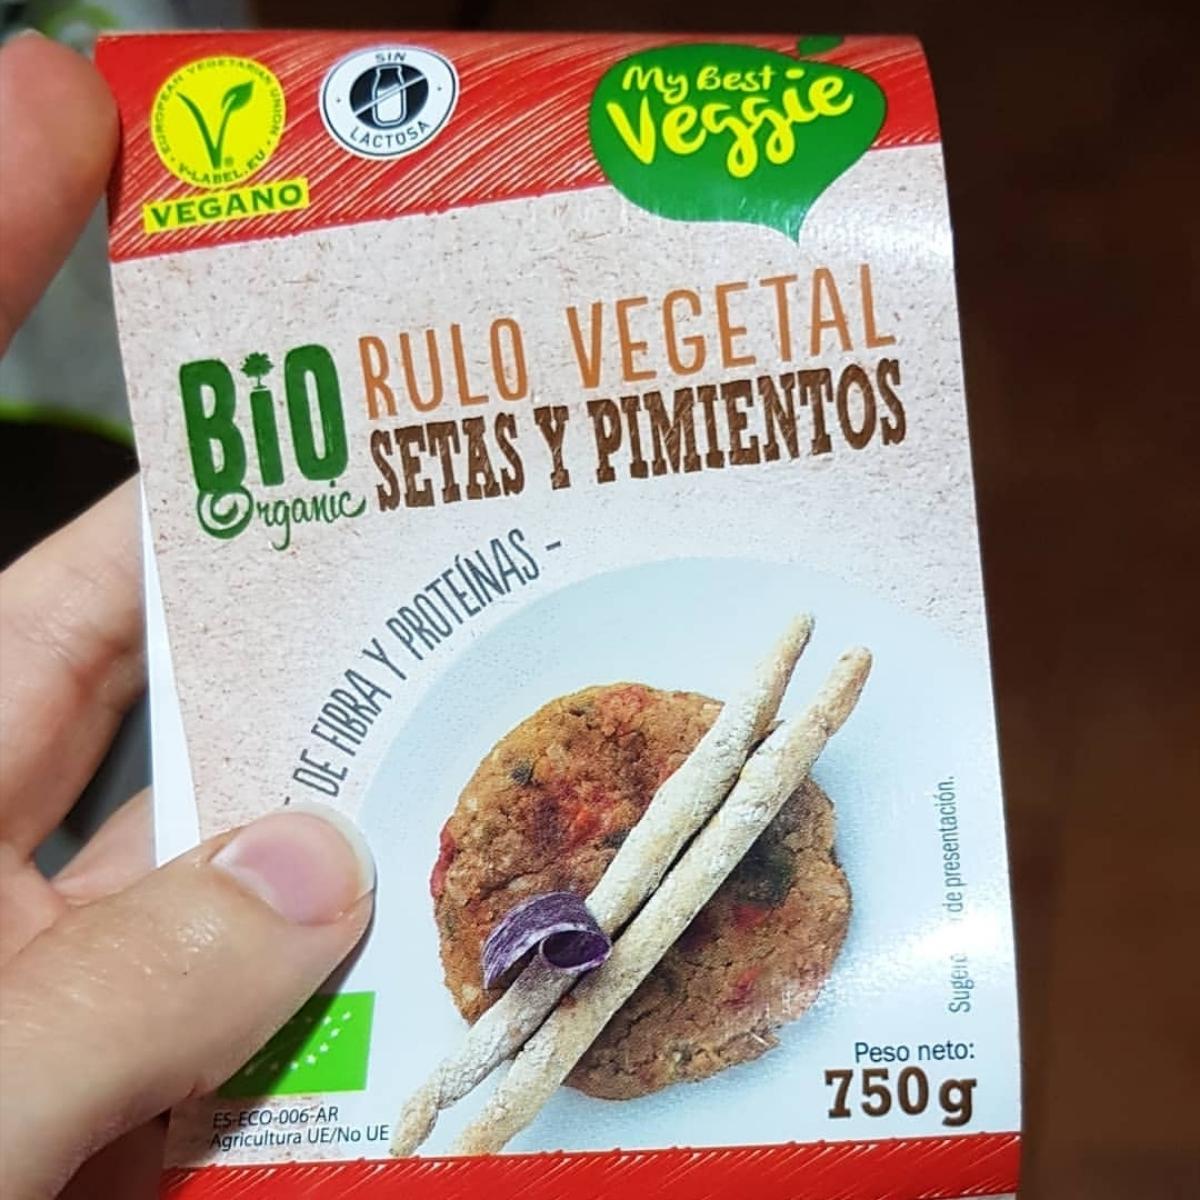 EUROPEAN VEGETARIAN UNION
V-LABEL.EU
VEGANO
SIN
LACTOSA
My Best
Veggie
BiO
Organic
RULO VEGETAL
SETAS Y PIMIENTOS
DE FIBRA Y PROTEÍNAS -
de presentación.
Peso neto:
750g
ES-ECO-006-AR
Agricultura UE/No UE